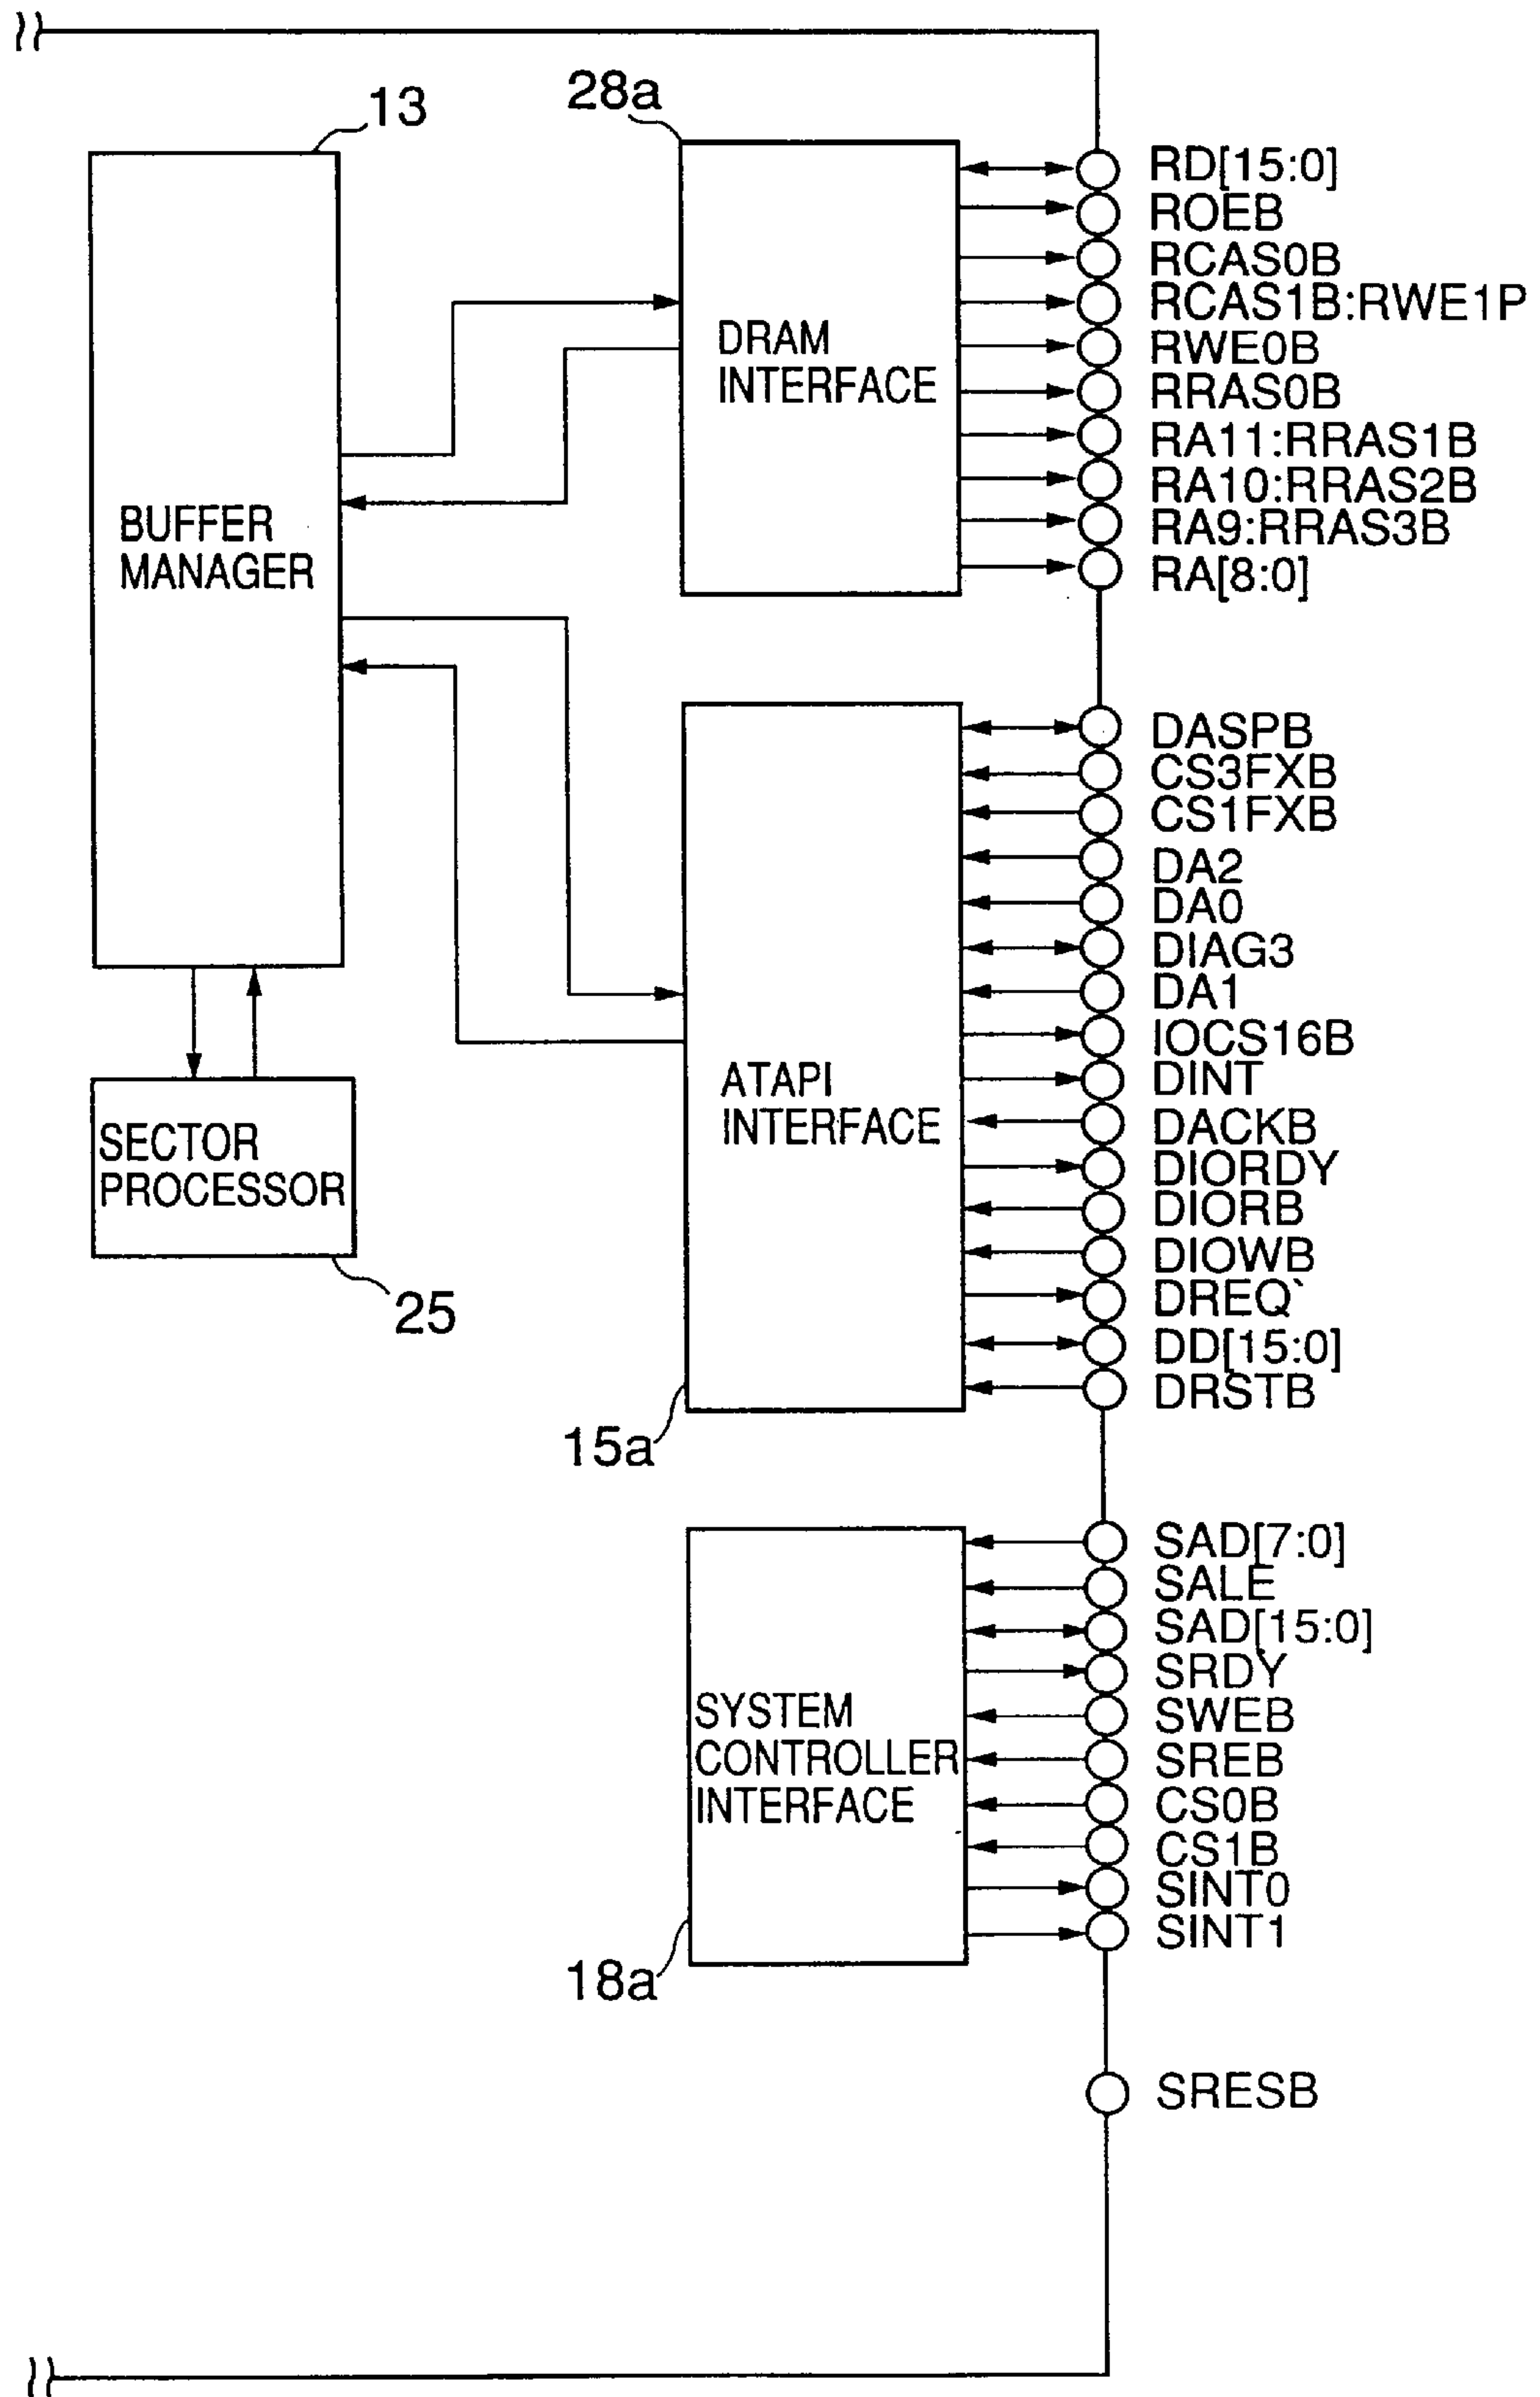 13
28a
BUFFER
MANAGER
DRAM
INTERFACE
RD[15:0]
ROEB
RCAS0B
RCAS1B:RWE1P
RWE0B
RRAS0B
RA11:RRAS1B
RA10:RRAS2B
RA9:RRAS3B
RA[8:0]
SECTOR
PROCESSOR
25
ATAPI
INTERFACE
15a
DASPB
CS3FXB
CS1FXB
DA2
DA0
DIAG3
DA1
IOCS16B
DINT
DACKB
DIORDY
DIORB
DIOWB
DREQ`
DD[15:0]
DRSTB
SYSTEM
CONTROLLER
INTERFACE
18a
SAD[7:0]
SALE
SAD[15:0]
SRDY
SWEB
SREB
CS0B
CS1B
SINT0
SINT1
SRESB